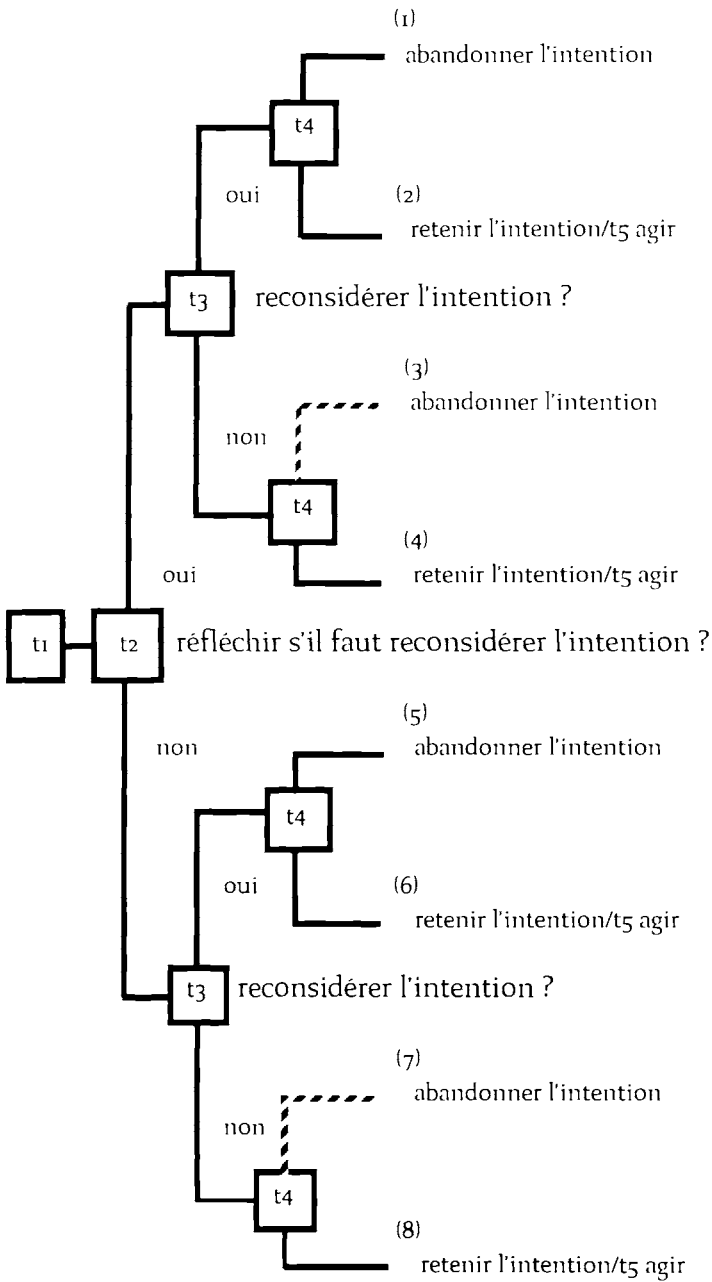 (1)
abandonner l'intention
t4
oui
(2)
retenir l'intention/t5 agir
t3
reconsidérer l'intention ?
(3)
abandonner l'intention
non
t4
(4)
retenir l'intention/t5 agir
oui
t1
t2
réfléchir s'il faut reconsidérer l'intention ?
(5)
non
abandonner l'intention
t4
oui
(6)
retenir l'intention/t5 agir
t3
reconsidérer l'intention ?
(7)
abandonner l'intention
non
t4
(8)
retenir l'intention/t5 agir